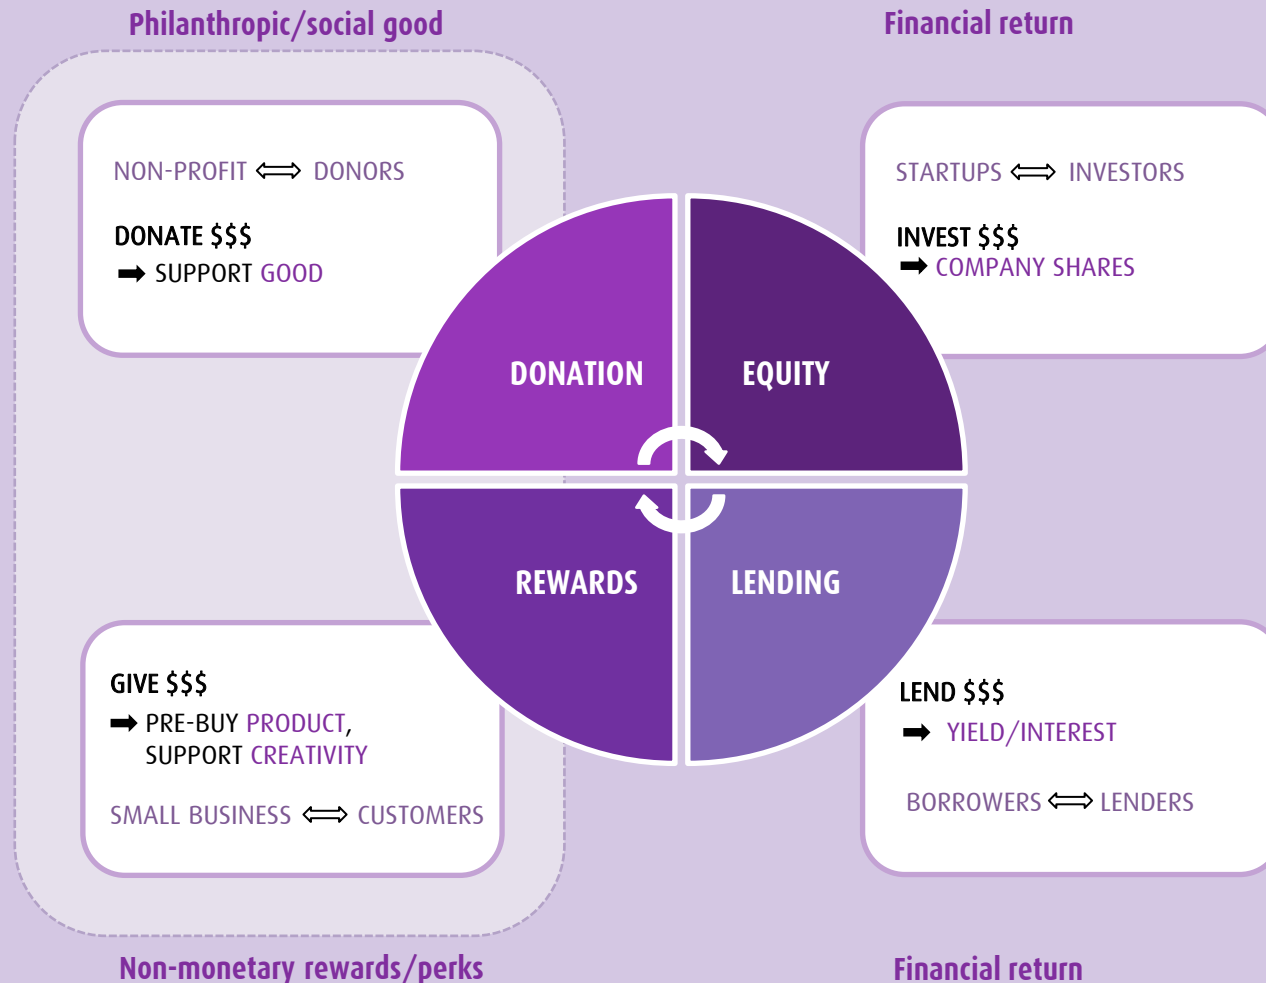 Philanthropic/social good
Financial return
NON-PROFIT ⟺ DONORS
DONATE $$$
➡ SUPPORT GOOD
STARTUPS ⟺ INVESTORS
INVEST $$$
➡ COMPANY SHARES
DONATION
EQUITY
REWARDS
LENDING
GIVE $$$
➡ PRE-BUY PRODUCT,
SUPPORT CREATIVITY
SMALL BUSINESS ⟺ CUSTOMERS
LEND $$$
➡ YIELD/INTEREST
BORROWERS ⟺ LENDERS
Non-monetary rewards/perks
Financial return